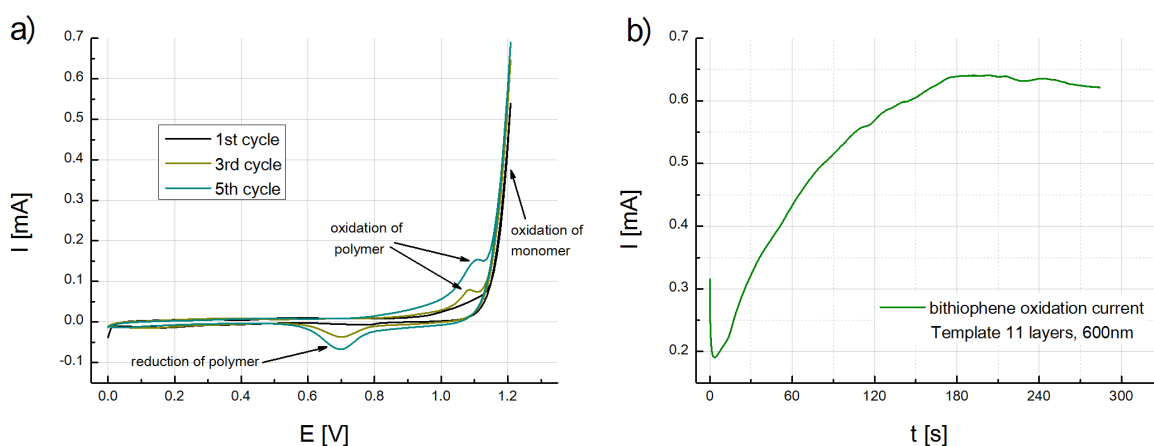 a)
0.7
0.6
0.5
0.4
0.3
0.2
0.1
0.0
-0.1
I [mA]
1st cycle
3rd cycle
5th cycle
oxidation of
polymer
oxidation of
monomer
reduction of polymer
0.0 0.2 0.4 0.6 0.8 1.0 1.2
E [V]
b)
0.7
0.6
0.5
0.4
0.3
0.2
I [mA]
bithiophene oxidation current
Template 11 layers, 600nm
0 60 120 180 240 300
t [s]